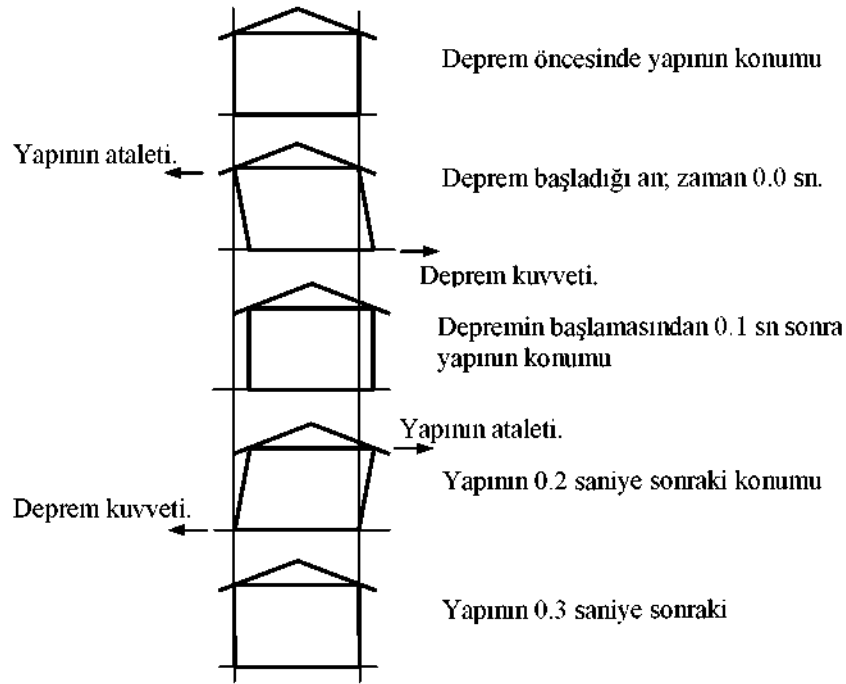 Deprem öncesinde yapının konumu
Yapının ataleti.
Deprem başladığı an; zaman 0.0 sn.
Deprem kuvveti.
Depremin başlamasından 0.1 sn sonra
yapının konumu
Yapının ataleti.
Yapının 0.2 saniye sonraki konumu
Deprem kuvveti.
Yapının 0.3 saniye sonraki